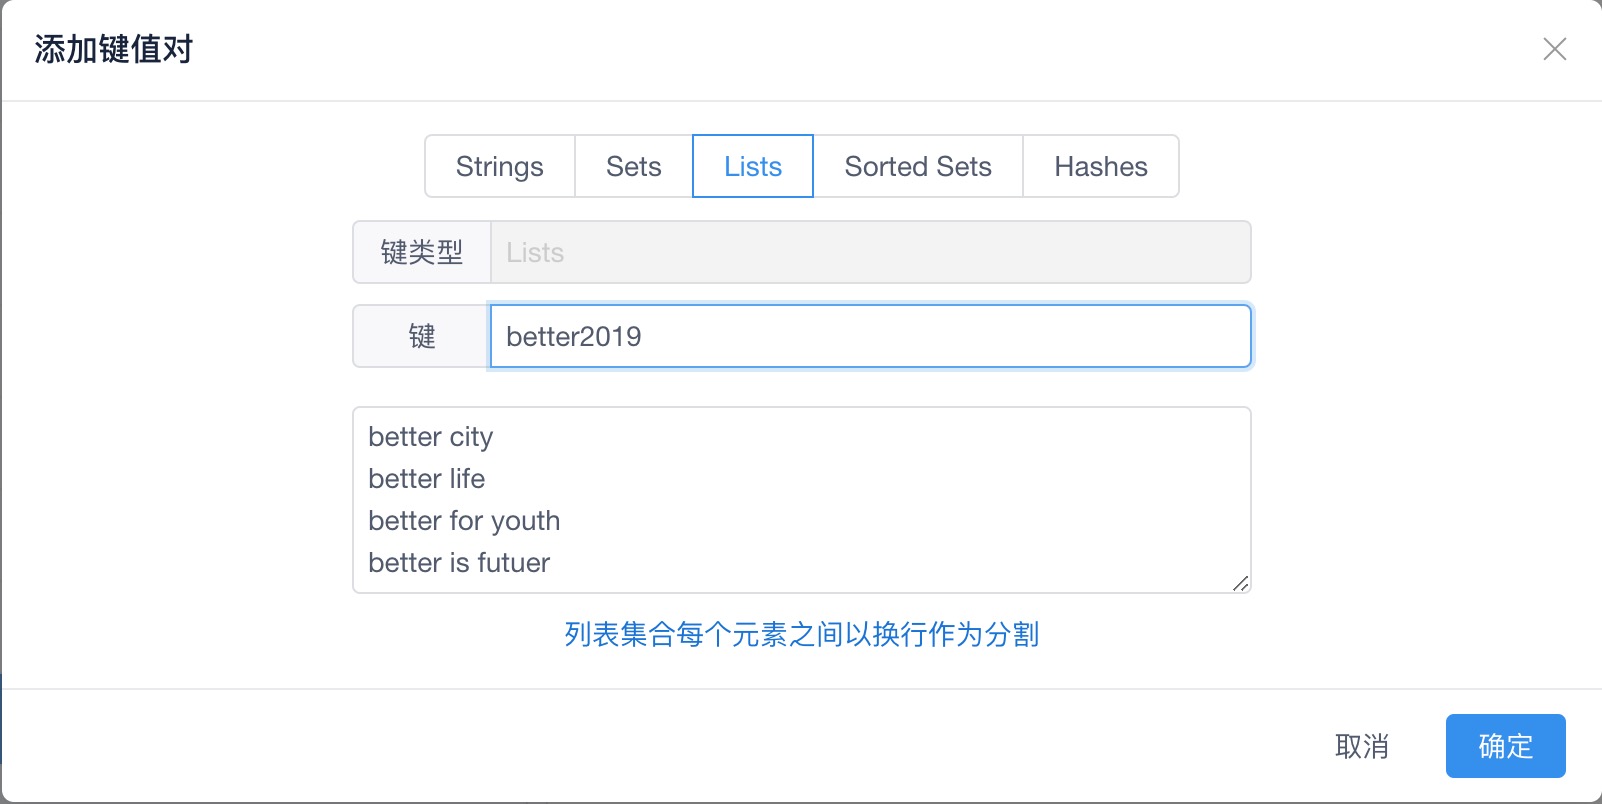 添加键值对
Strings Sets Lists Sorted Sets Hashes
键类型 Lists
键 better2019
better city
better life
better for youth
better is futuer
列表集合每个元素之间以换行作为分割
取消 确定